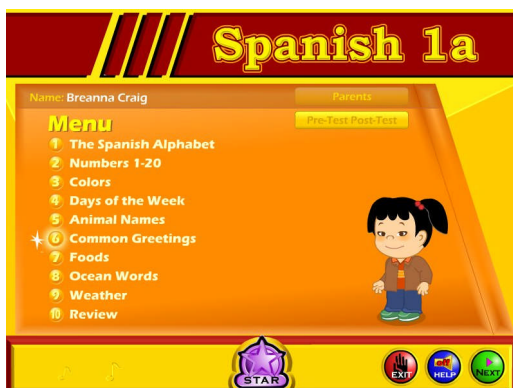 Spanish 1a
Name: Breanna Craig
Parents
Menu
Pre-Test Post-Test
1 The Spanish Alphabet
2 Numbers 1-20
3 Colors
4 Days of the Week
5 Animal Names
6 Common Greetings
7 Foods
8 Ocean Words
9 Weather
10 Review
STAR
EXIT
off
HELP
NEXT